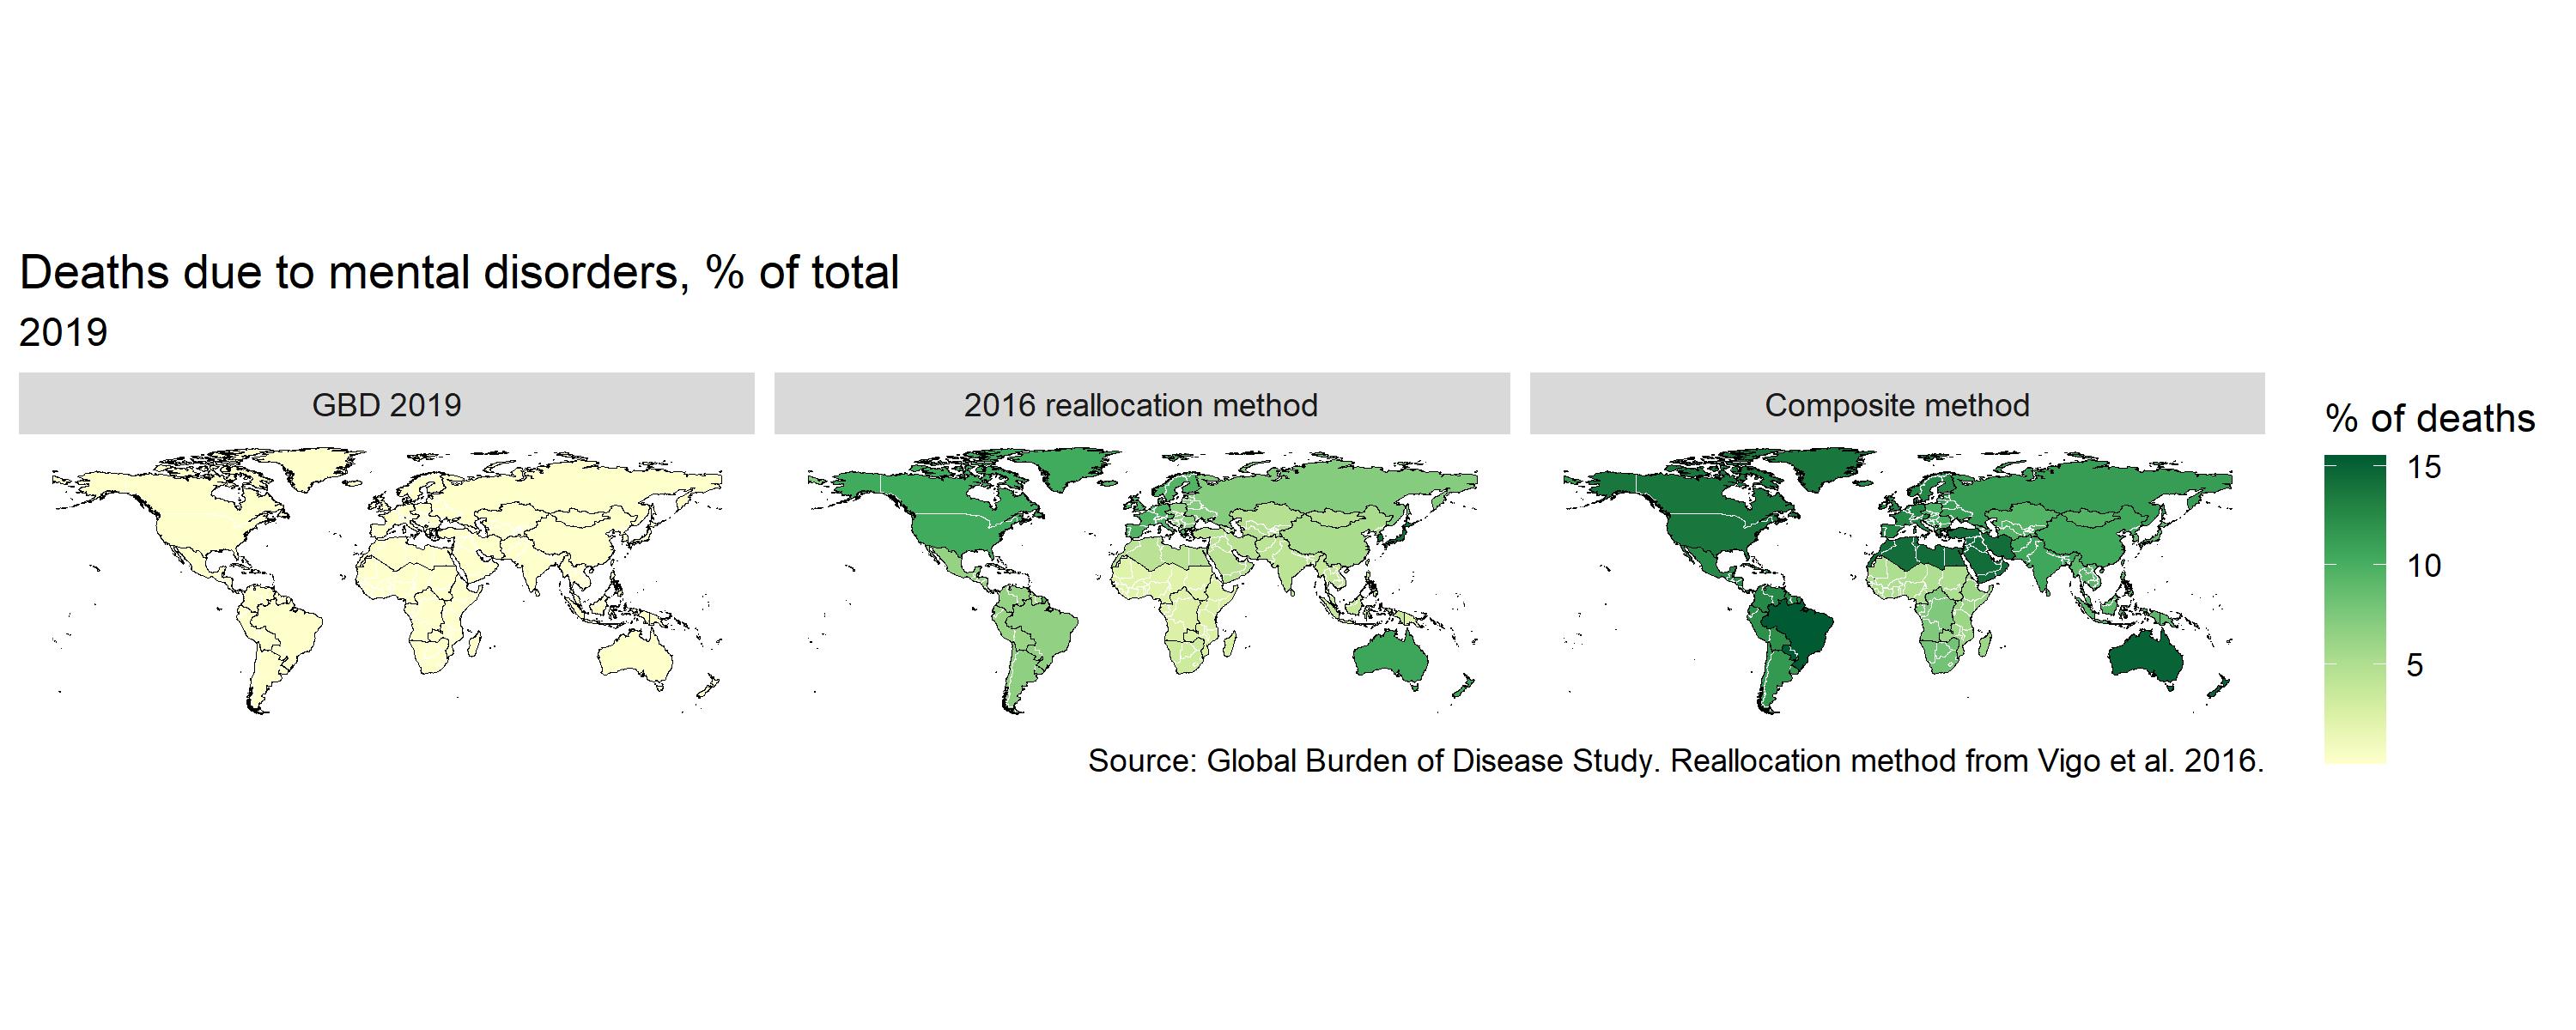 Deaths due to mental disorders, % of total
2019
GBD 2019
2016 reallocation method
Composite method
% of deaths
15
10
5
Source: Global Burden of Disease Study. Reallocation method from Vigo et al. 2016.